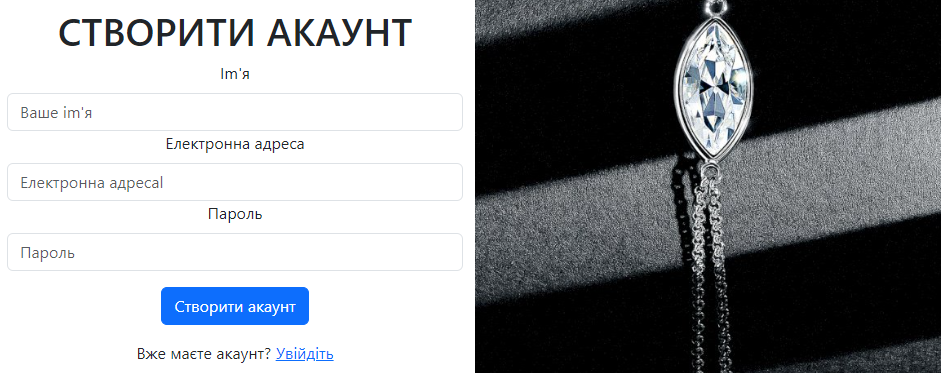 СТВОРИТИ АКАУНТ
Ім'я
Ваше ім'я
Електронна адреса
Електронна адресаl
Пароль
Пароль
Створити акаунт
Вже маєте акаунт? Увійдіть